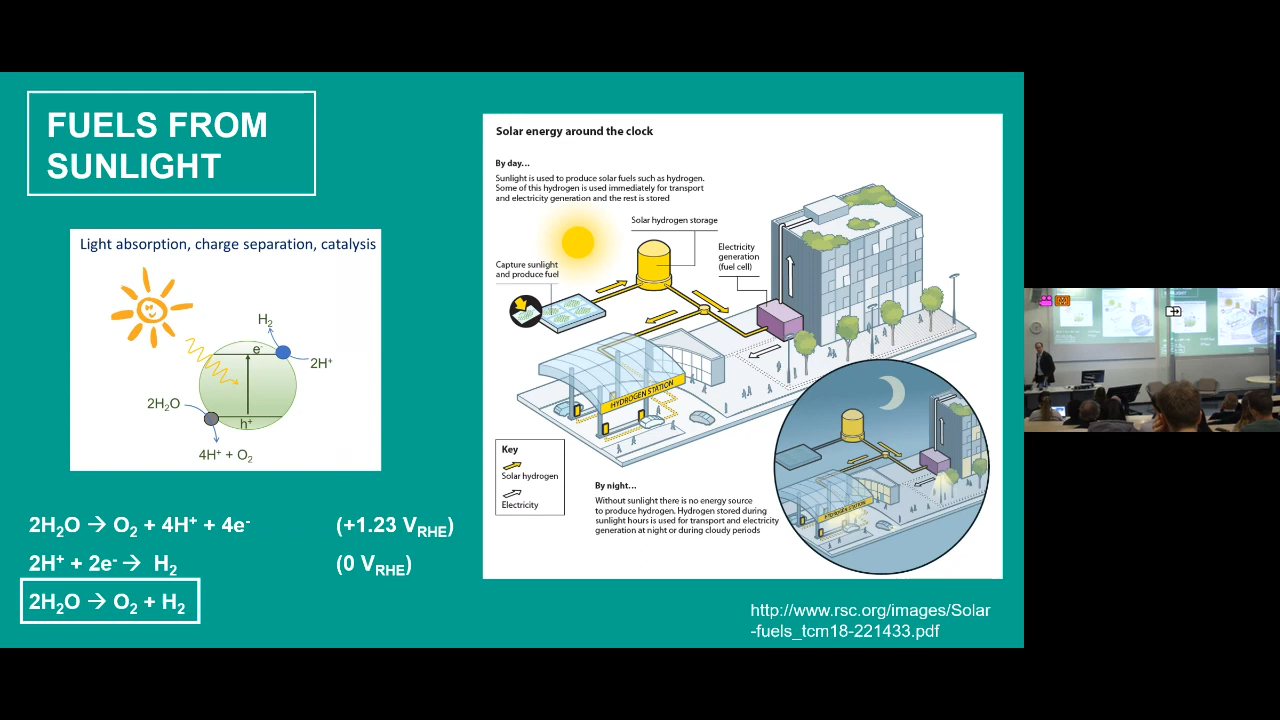 FUELS FROM
SUNLIGHT
Light absorption, charge separation, catalysis
H₂
e⁻
2H⁺
2H₂O
h⁺
4H⁺ + O₂
2H₂O → O₂ + 4H⁺ + 4e⁻ (+1.23 V_RHE)
2H⁺ + 2e⁻ → H₂ (0 V_RHE)
2H₂O → O₂ + H₂
Solar energy around the clock
By day...
Sunlight is used to produce solar fuels such as hydrogen.
Some of this hydrogen is used immediately for transport
and electricity generation and the rest is stored
Solar hydrogen storage
Electricity
generation
(fuel cell)
Capture sunlight
and produce fuel
HYDROGEN STATION
Key
Solar hydrogen
Electricity
By night...
Without sunlight there is no energy source
to produce hydrogen. Hydrogen stored during
sunlight hours is used for transport and electricity
generation at night or during cloudy periods
HYDROGEN STATION
http://www.rsc.org/images/Solar
-fuels_tcm18-221433.pdf